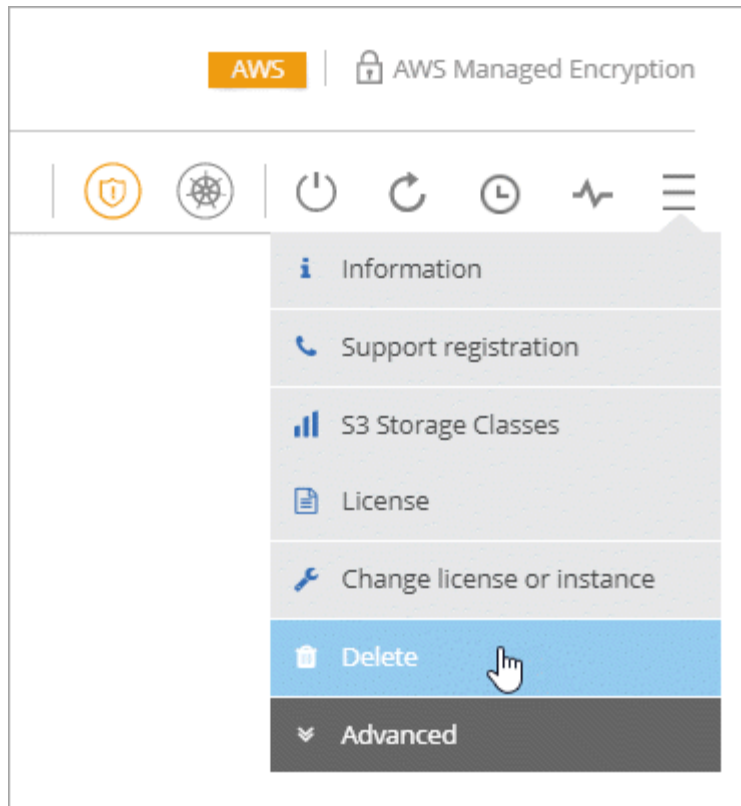 AWS
AWS Managed Encryption
Information
Support registration
S3 Storage Classes
License
Change license or instance
Delete
Advanced